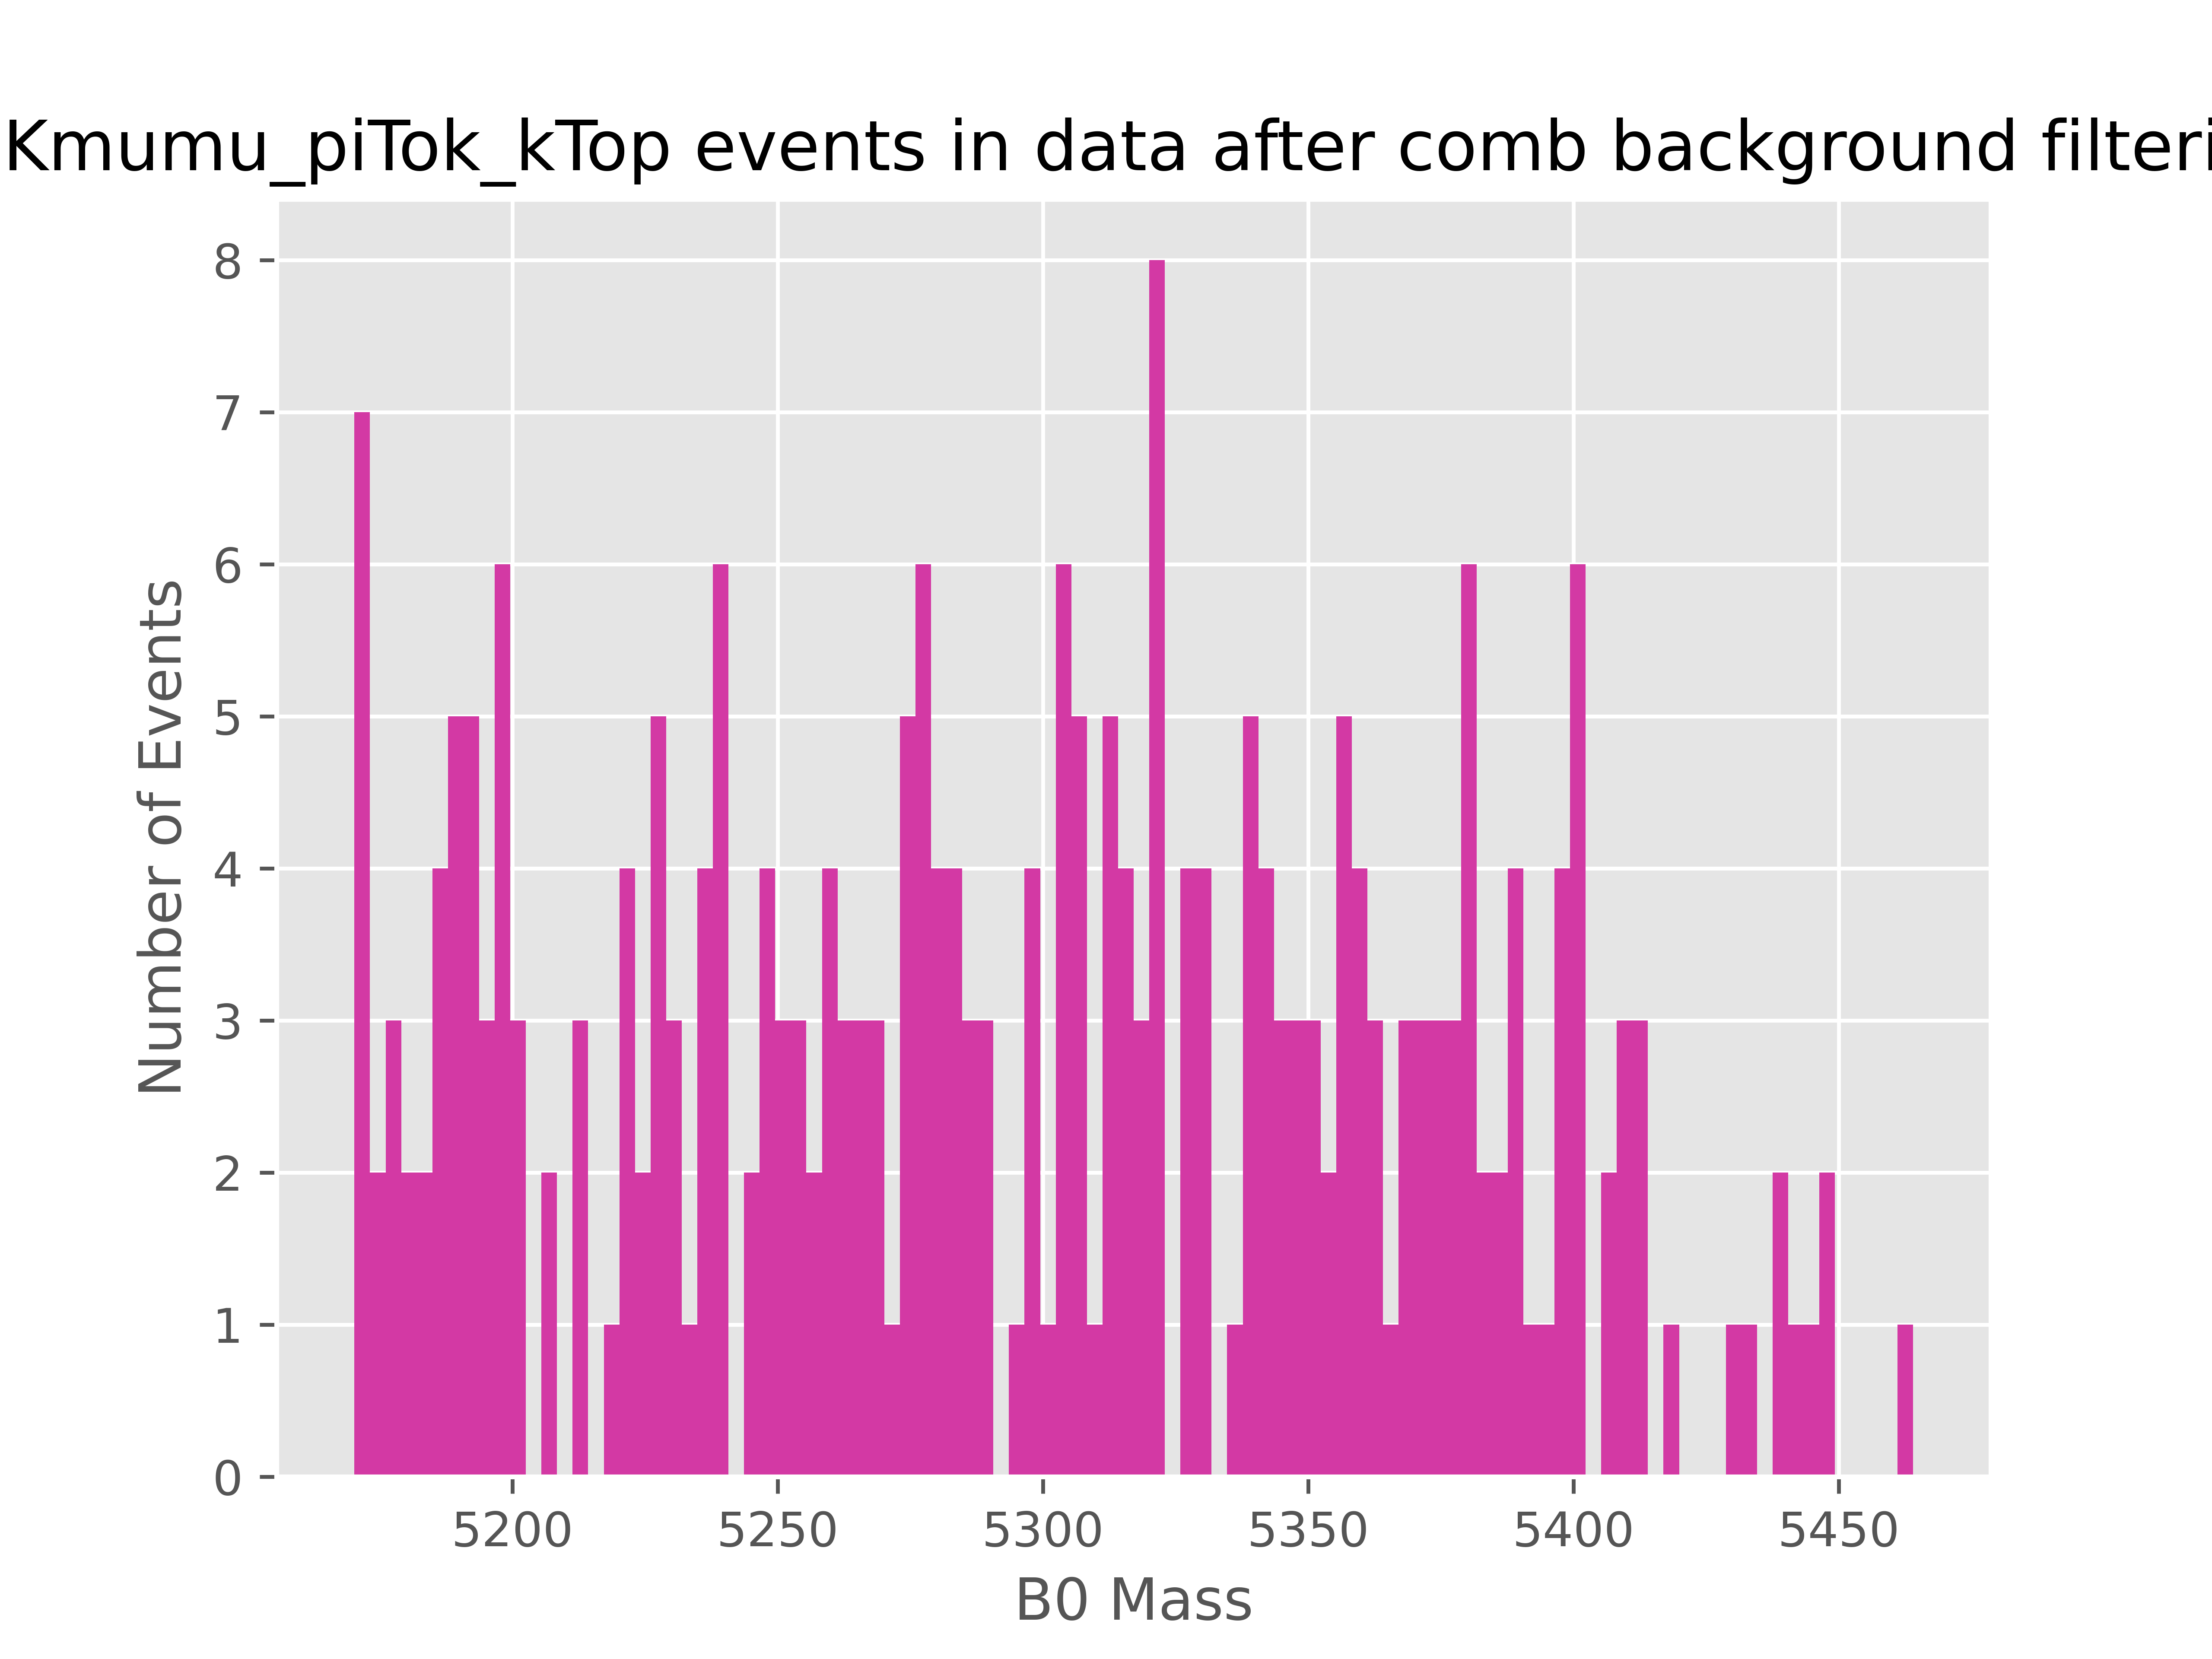 Kmumu_piTok_kTop events in data after comb background filteri
8
7
6
5
4
3
2
1
0
Number of Events
5200 5250 5300 5350 5400 5450
B0 Mass